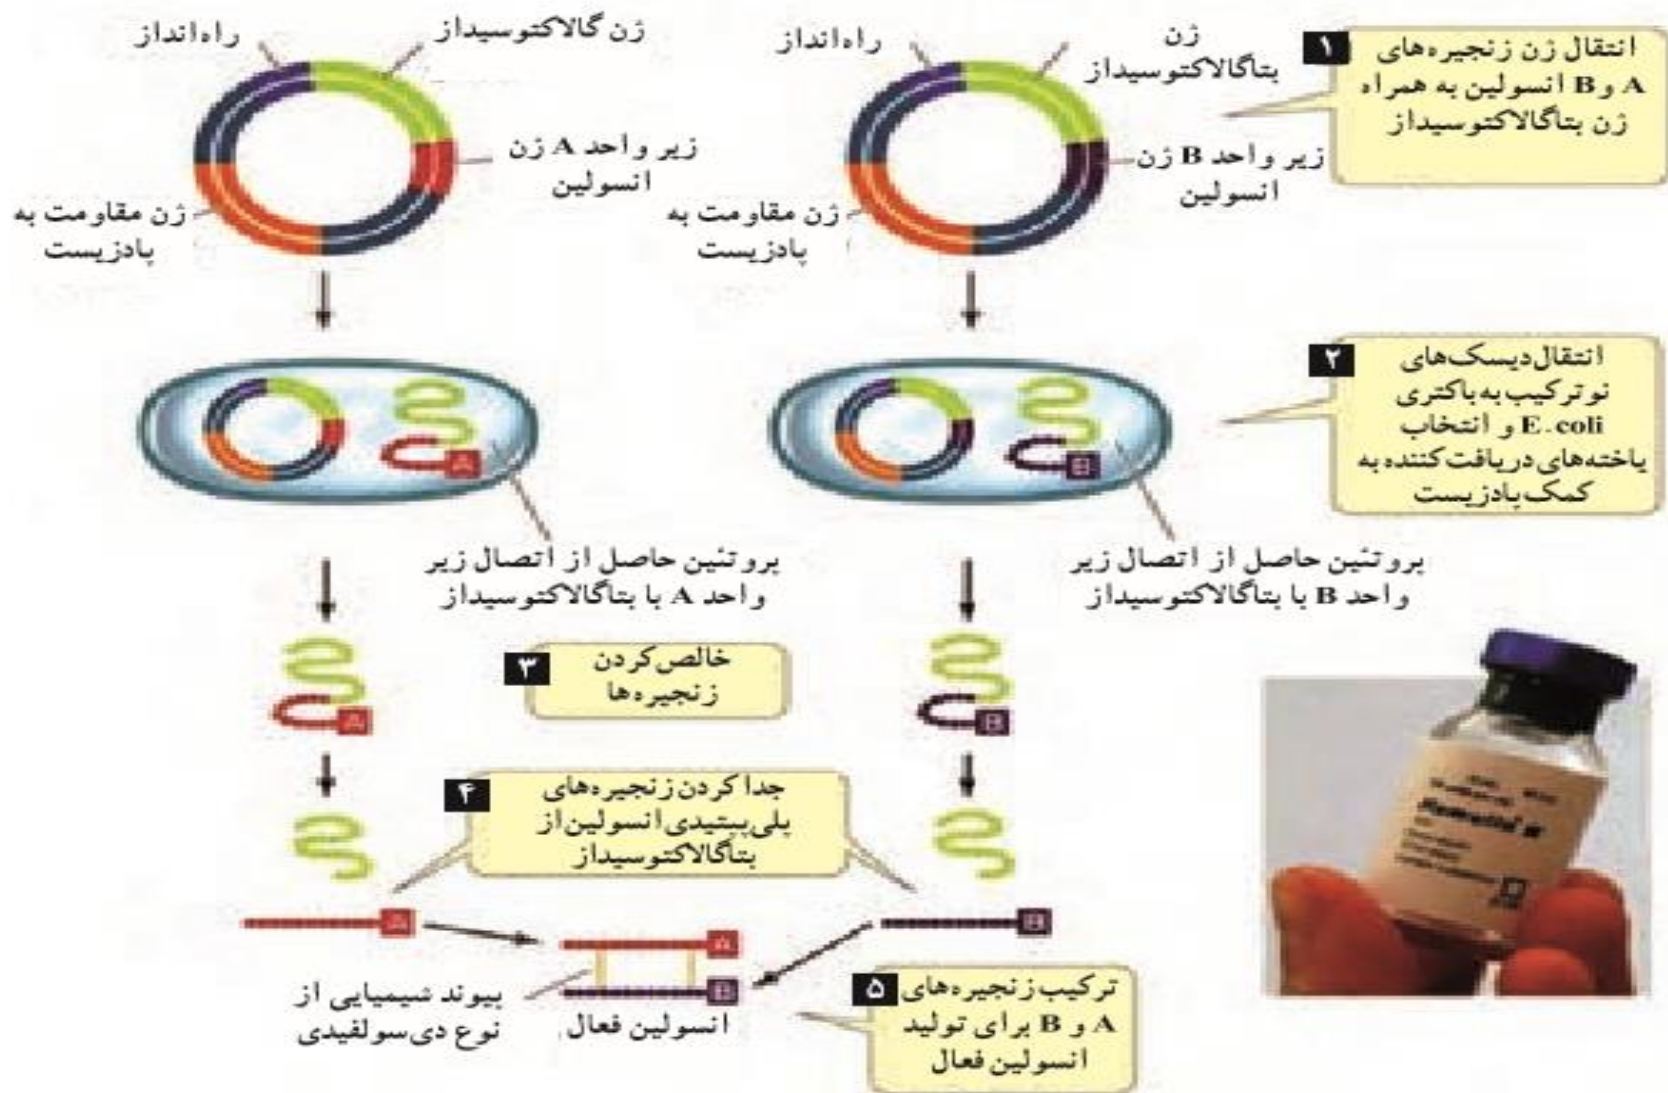 ۱
انتقال ژن زنجیره‌های
A و B انسولین به همراه
ژن بتاگالاکتوسیداز
ژن
بتاگالاکتوسیداز
راه‌انداز
زیر واحد B ژن
انسولین
ژن مقاومت به
پادزیست
ژن گالاکتوسیداز
راه‌انداز
زیر واحد A ژن
انسولین
ژن مقاومت به
پادزیست
۲
انتقال دیسک‌های
نوترکیب به باکتری
E.coli و انتخاب
یاخته‌های دریافت‌کننده به
کمک پادزیست
B
A
پروتئین حاصل از اتصال زیر
واحد B با بتاگالاکتوسیداز
پروتئین حاصل از اتصال زیر
واحد A با بتاگالاکتوسیداز
۳
خالص‌کردن
زنجیره‌ها
B
A
۴
جدا کردن زنجیره‌های
پلی‌پپتیدی انسولین از
بتاگالاکتوسیداز
B
A
A
B
انسولین فعال
پیوند شیمیایی از
نوع دی‌سولفیدی
۵
ترکیب زنجیره‌های
A و B برای تولید
انسولین فعال